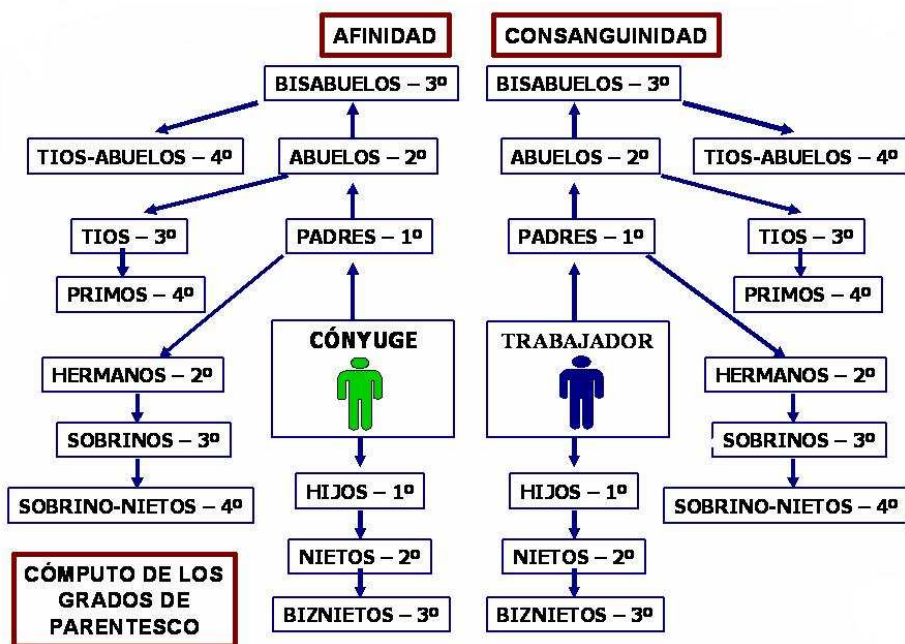 AFINIDAD CONSANGUINIDAD
BISABUELOS – 3º BISABUELOS – 3º
TIOS-ABUELOS – 4º ABUELOS – 2º ABUELOS – 2º TIOS-ABUELOS – 4º
TIOS – 3º PADRES – 1º PADRES – 1º TIOS – 3º
PRIMOS – 4º PRIMOS – 4º
CÓNYUGE TRABAJADOR
HERMANOS – 2º HERMANOS – 2º
SOBRINOS – 3º SOBRINOS – 3º
HIJOS – 1º HIJOS – 1º
SOBRINO-NIETOS – 4º SOBRINO-NIETOS – 4º
NIETOS – 2º NIETOS – 2º
BIZNIETOS – 3º BIZNIETOS – 3º
CÓMPUTO DE LOS
GRADOS DE
PARENTESCO